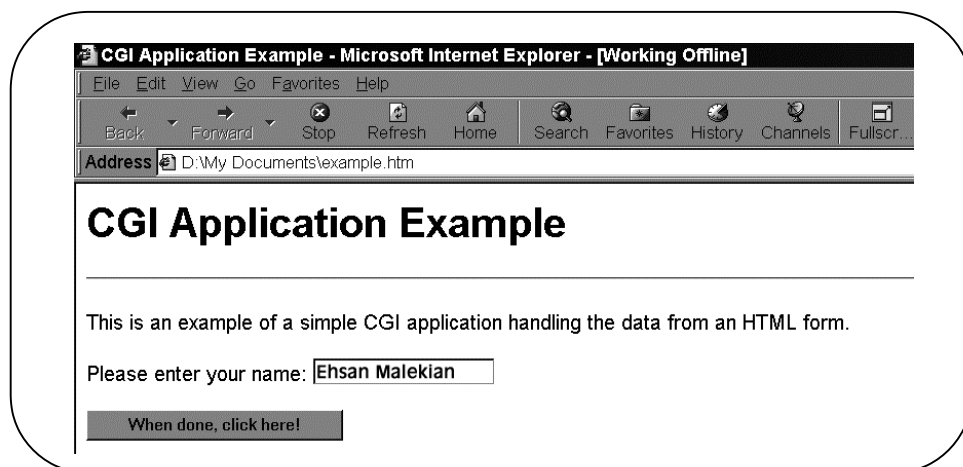 CGI Application Example - Microsoft Internet Explorer - [Working Offline]
File Edit View Go Favorites Help
Back Forward Stop Refresh Home Search Favorites History Channels Fullscr...
Address D:\My Documents\example.htm
CGI Application Example
This is an example of a simple CGI application handling the data from an HTML form.
Please enter your name: Ehsan Malekian
When done, click here!